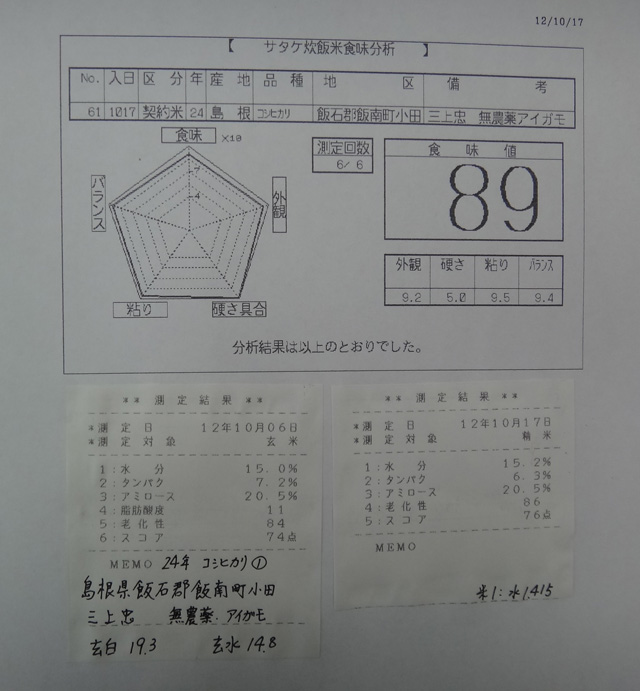 12/10/17
【 サタケ炊飯米食味分析 】
No. 入日 区分 年 産地 品種 地区 備考
61 1017 契約米 24 島根 コシヒカリ 飯石郡飯南町小田 三上忠 無農薬アイガモ
食味 ×10
7
4
バランス
外観
粘り
硬さ具合
測定回数
6/ 6
食味値
89
外観 硬さ 粘り バランス
9.2 5.0 9.5 9.4
分析結果は以上のとおりでした。
** 測定結果 **
*測定日 12年10月06日
*測定対象 玄米
1:水分 15.0%
2:タンパク 7.2%
3:アミロース 20.5%
4:脂肪酸度 11
5:老化性 84
6:スコア 74点
MEMO 24年 コシヒカリ①
島根県飯石郡飯南町小田
三上忠 無農薬.アイガモ
玄白 19.3 玄水 14.8
** 測定結果 **
*測定日 12年10月17日
*測定対象 精米
1:水分 15.2%
2:タンパク 6.3%
3:アミロース 20.5%
4:老化性 86
5:スコア 76点
MEMO
米1:水1.415